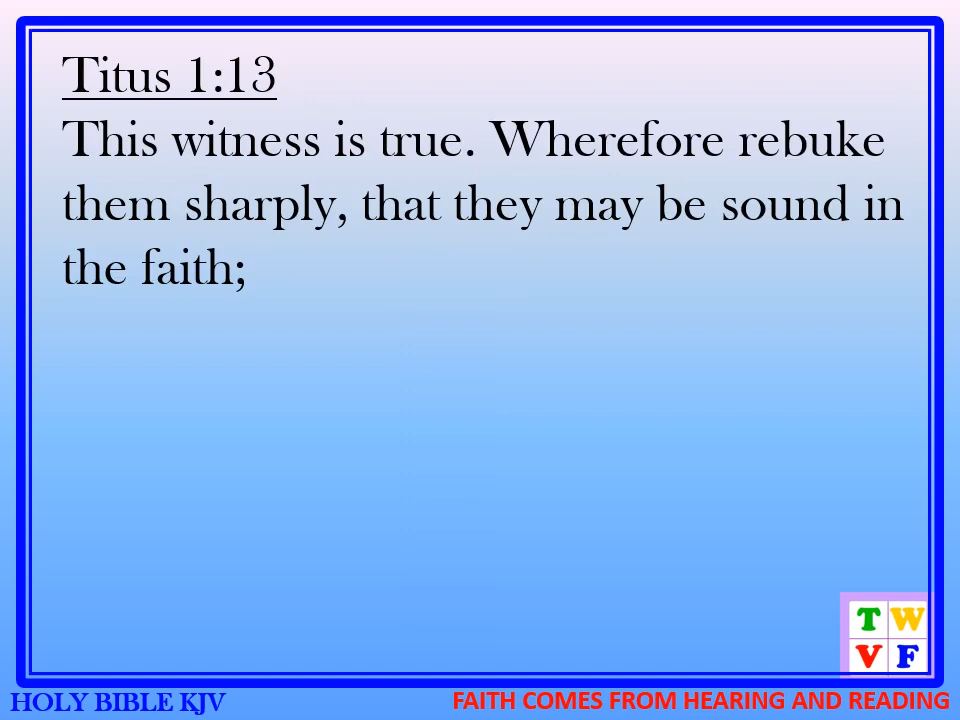 Titus 1:13
This witness is true. Wherefore rebuke
them sharply, that they may be sound in
the faith;
T W
V F
HOLY BIBLE KJV
FAITH COMES FROM HEARING AND READING